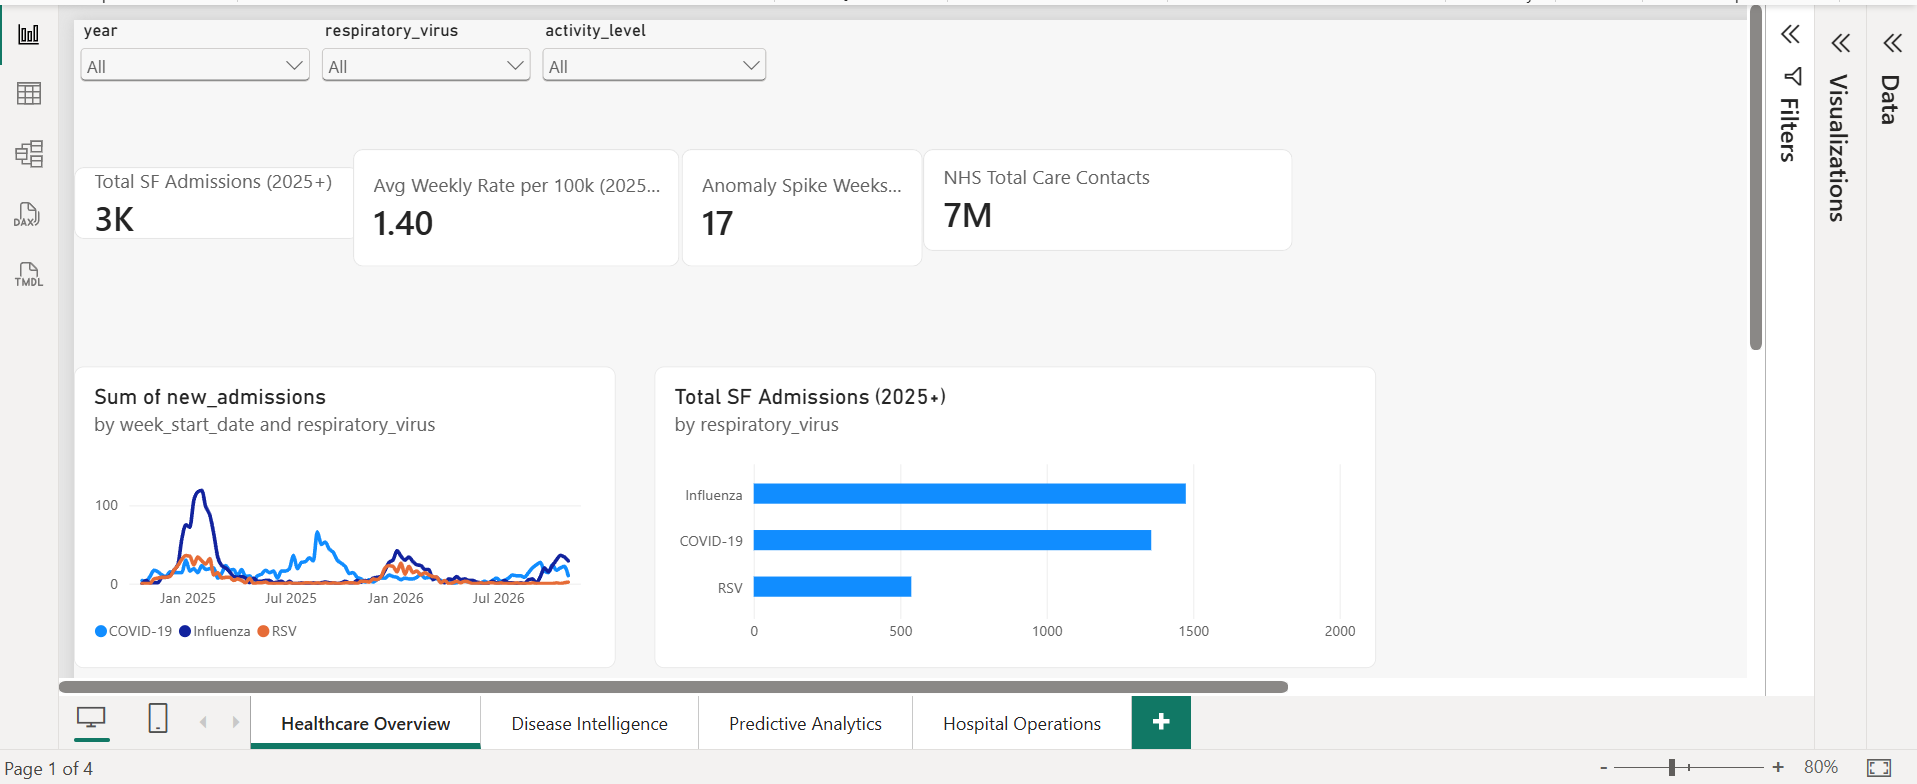 year respiratory_virus activity_level
All All All
Total SF Admissions (2025+)
3K
Avg Weekly Rate per 100k (2025...
1.40
Anomaly Spike Weeks...
17
NHS Total Care Contacts
7M
Sum of new_admissions
by week_start_date and respiratory_virus
100
0
Jan 2025 Jul 2025 Jan 2026 Jul 2026
COVID-19 Influenza RSV
Total SF Admissions (2025+)
by respiratory_virus
Influenza
COVID-19
RSV
0 500 1000 1500 2000
Filters
Visualizations
Data
DAX
TMDL
Healthcare Overview Disease Intelligence Predictive Analytics Hospital Operations +
Page 1 of 4
- + 80%